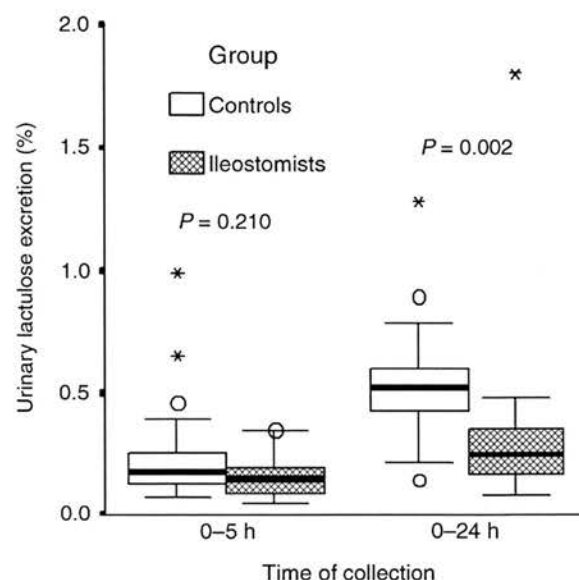 2.0
Group
Controls
Ileostomists
1.5
P = 0.002
P = 0.210
1.0
0.5
0.0
0–5 h
0–24 h
Time of collection
Urinary lactulose excretion (%)